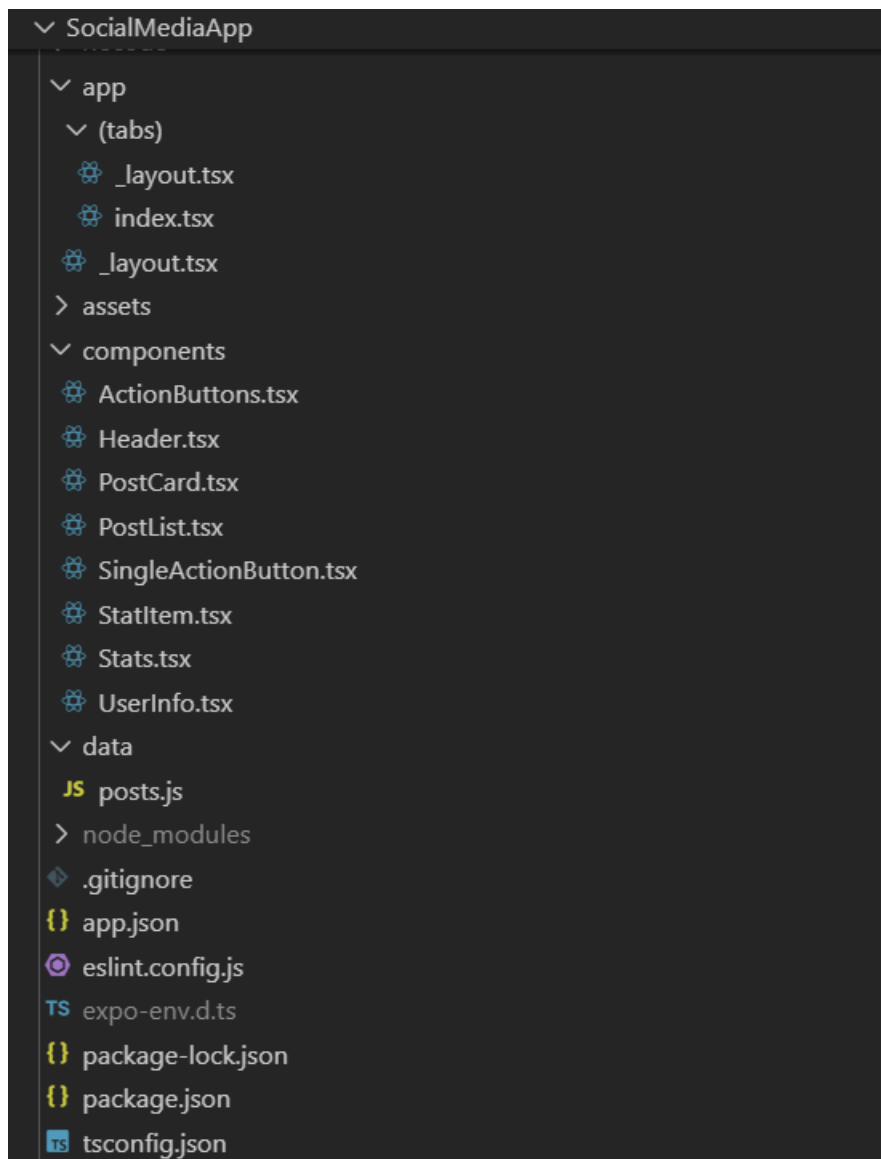 SocialMediaApp
app
(tabs)
_layout.tsx
index.tsx
_layout.tsx
assets
components
ActionButtons.tsx
Header.tsx
PostCard.tsx
PostList.tsx
SingleActionButton.tsx
StatItem.tsx
Stats.tsx
UserInfo.tsx
data
JS posts.js
node_modules
.gitignore
{} app.json
eslint.config.js
TS expo-env.d.ts
{} package-lock.json
{} package.json
TS tsconfig.json